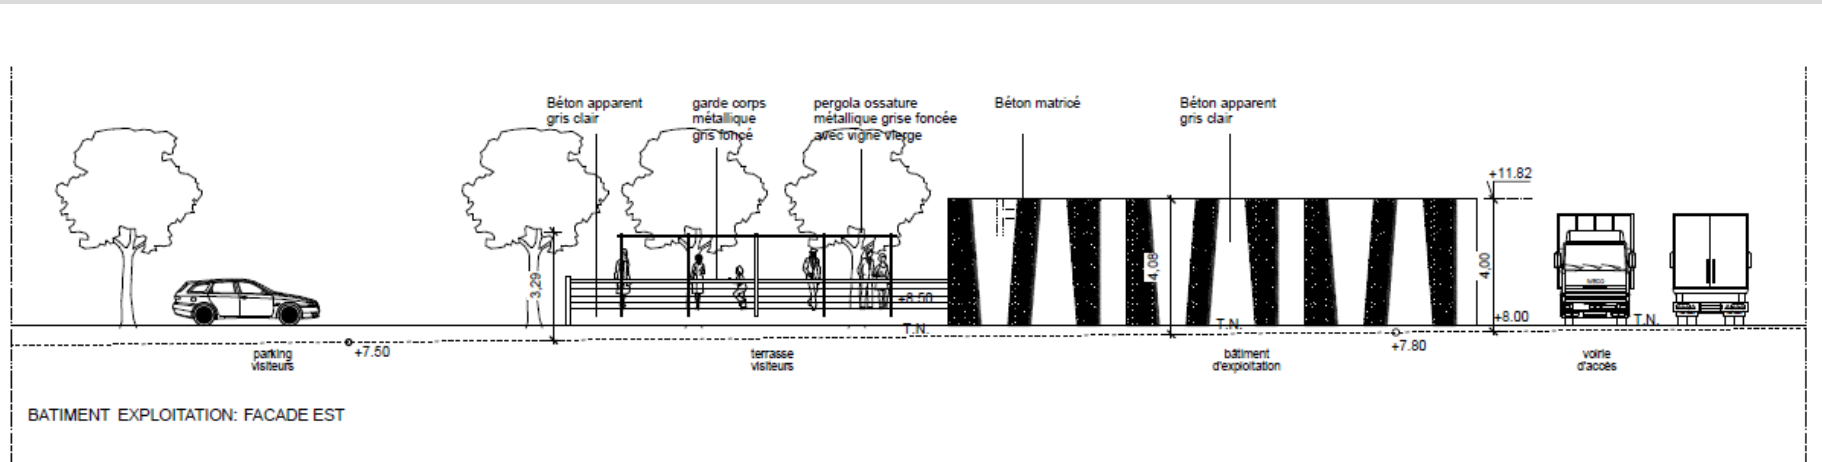 Béton apparent
gris clair
garde corps
métallique
gris foncé
pergola ossature
métallique grise foncée
avec vigne vierge
Béton matricé
Béton apparent
gris clair
+11.82
3,29
+8.50
4,08
4,00
+8.00
IVECO
T.N.
T.N.
T.N.
+7.50
+7.80
parking
visiteurs
terrasse
visiteurs
bâtiment
d'exploitation
voirie
d'accès
BATIMENT EXPLOITATION: FACADE EST